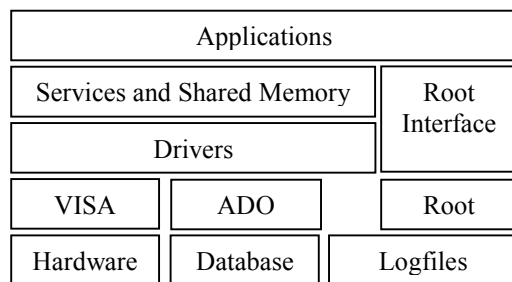 Applications
Services and Shared Memory
Root
Interface
Drivers
VISA
ADO
Root
Hardware
Database
Logfiles